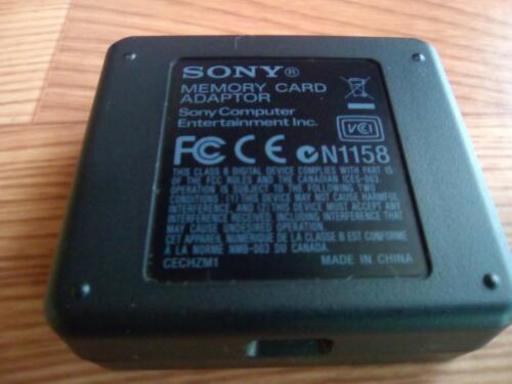 SONY®
MEMORY CARD
ADAPTOR
Sony Computer
Entertainment Inc.
VCI
FC CE N1158
THIS CLASS B DIGITAL DEVICE COMPLIES WITH PART 15
OF THE FCC RULES AND THE CANADIAN ICES-003.
OPERATION IS SUBJECT TO THE FOLLOWING TWO
CONDITIONS: (1) THIS DEVICE MAY NOT CAUSE HARMFUL
INTERFERENCE, AND (2) THIS DEVICE MUST ACCEPT ANY
INTERFERENCE RECEIVED, INCLUDING INTERFERENCE THAT
MAY CAUSE UNDESIRED OPERATION.
CET APPAREIL NUMERIQUE DE LA CLASSE B EST CONFORME
A LA NORME NMB-003 DU CANADA.
CECHZM1 MADE IN CHINA